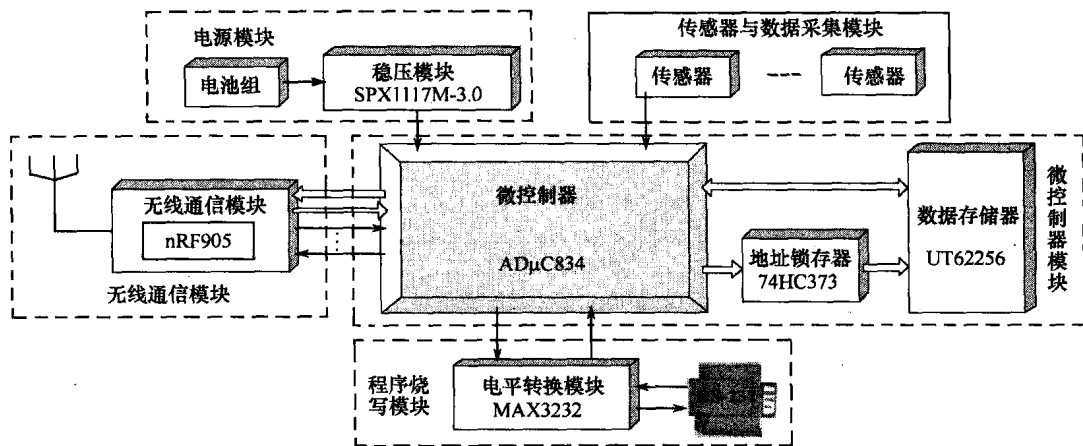 电源模块
电池组
稳压模块
SPX1117M-3.0
传感器与数据采集模块
传感器
传感器
无线通信模块
nRF905
无线通信模块
微控制器
ADμC834
地址锁存器
74HC373
数据存储器
UT62256
微控制器模块
程序烧
写模块
电平转换模块
MAX3232